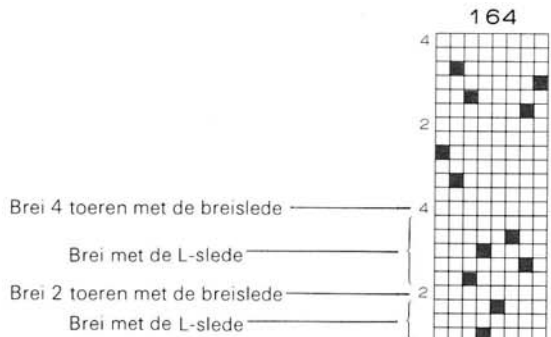 164
4
2
Brei 4 toeren met de breislede 4
Brei met de L-slede
Brei 2 toeren met de breislede 2
Brei met de L-slede